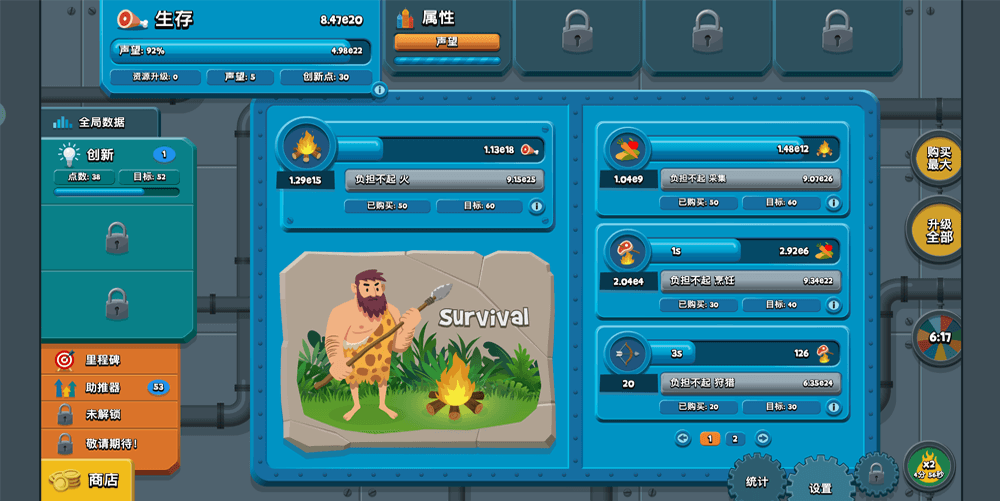 生存
8.47e20
声望: 92%
4.98e22
资源升级: 0
声望: 5
创新点: 30
属性
声望
全局数据
创新
1
点数: 38
目标: 52
里程碑
助推器
53
未解锁
敬请期待!
商店
1.13e18
1.29e15
负担不起 火
9.15e25
已购买: 50
目标: 60
Survival
1.48e12
1.04e9
负担不起 采集
9.07e26
已购买: 50
目标: 60
1s
2.92e6
2.04e4
负担不起 烹饪
9.34e22
已购买: 30
目标: 40
3s
126
20
负担不起 狩猎
6.35e24
已购买: 20
目标: 30
1
2
购买
最大
升级
全部
6:17
x2
4分 56秒
统计
设置